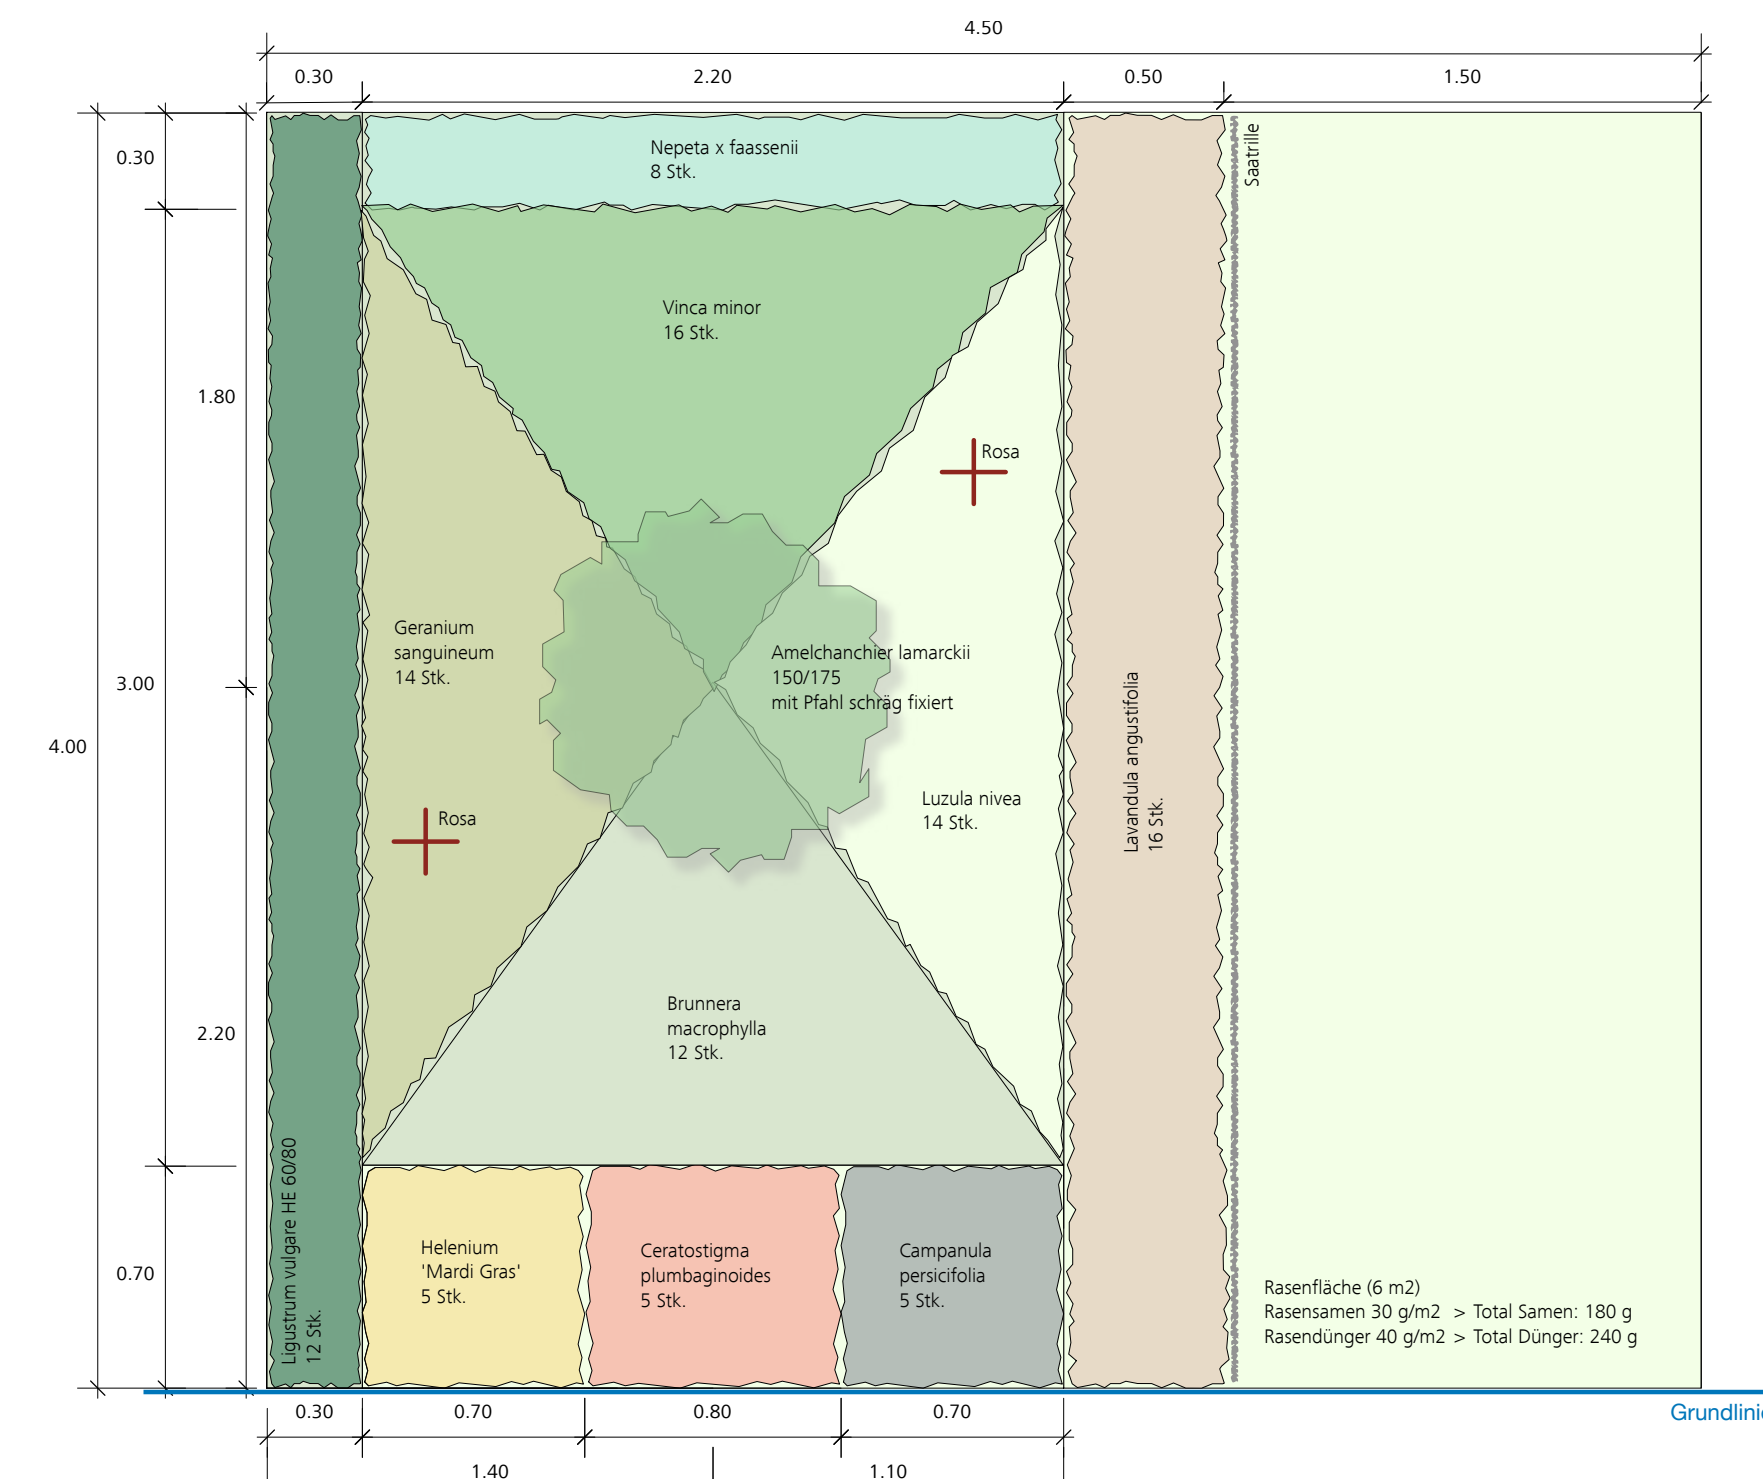 4.50
0.30
2.20
0.50
1.50
0.30
Nepeta x faassenii
8 Stk.
Saatrille
Vinca minor
16 Stk.
1.80
Rosa
Geranium
sanguineum
14 Stk.
Amelchanchier lamarckii
150/175
mit Pfahl schräg fixiert
3.00
4.00
Lavandula angustifolia
16 Stk.
Luzula nivea
14 Stk.
Rosa
Brunnera
macrophylla
12 Stk.
2.20
Ligustrum vulgare HE 60/80
12 Stk.
0.70
Helenium
'Mardi Gras'
5 Stk.
Ceratostigma
plumbaginoides
5 Stk.
Campanula
persicifolia
5 Stk.
Rasenfläche (6 m2)
Rasensamen 30 g/m2 > Total Samen: 180 g
Rasendünger 40 g/m2 > Total Dünger: 240 g
0.30
0.70
0.80
0.70
Grundlinie
1.40
1.10